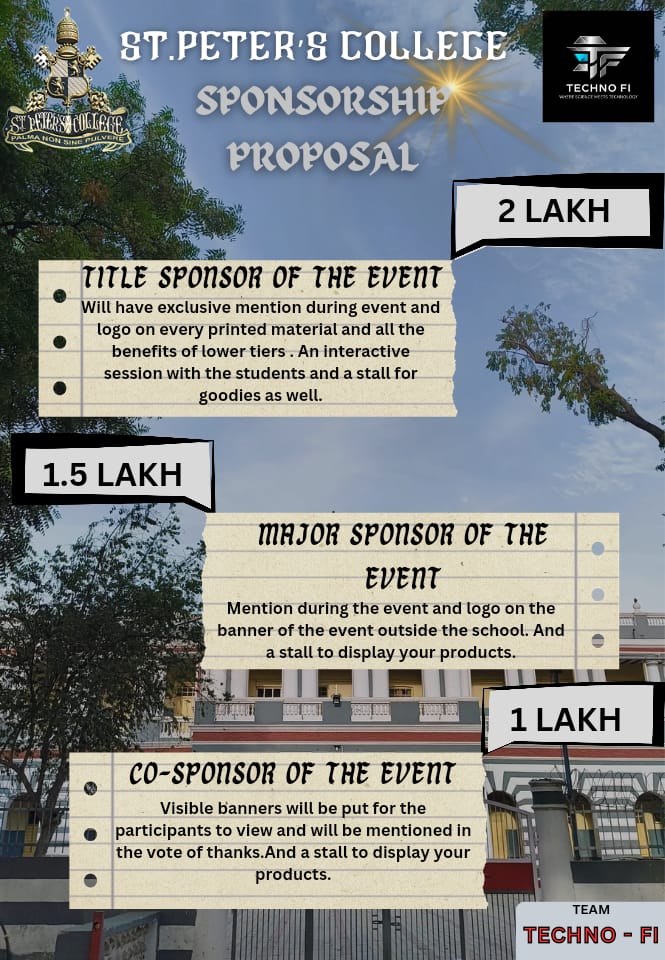 ST.PETER'S COLLEGE
SPONSORSHIP
PROPOSAL
ST PETER'S COLLEGE
PALMA NON SINE PULVERE
TECHNO FI
WHERE SCIENCE MEETS TECHNOLOGY
2 LAKH
TITLE SPONSOR OF THE EVENT
Will have exclusive mention during event and
logo on every printed material and all the
benefits of lower tiers . An interactive
session with the students and a stall for
goodies as well.
1.5 LAKH
MAJOR SPONSOR OF THE
EVENT
Mention during the event and logo on the
banner of the event outside the school. And
a stall to display your products.
1 LAKH
CO-SPONSOR OF THE EVENT
Visible banners will be put for the
participants to view and will be mentioned in
the vote of thanks.And a stall to display your
products.
TEAM
TECHNO - FI